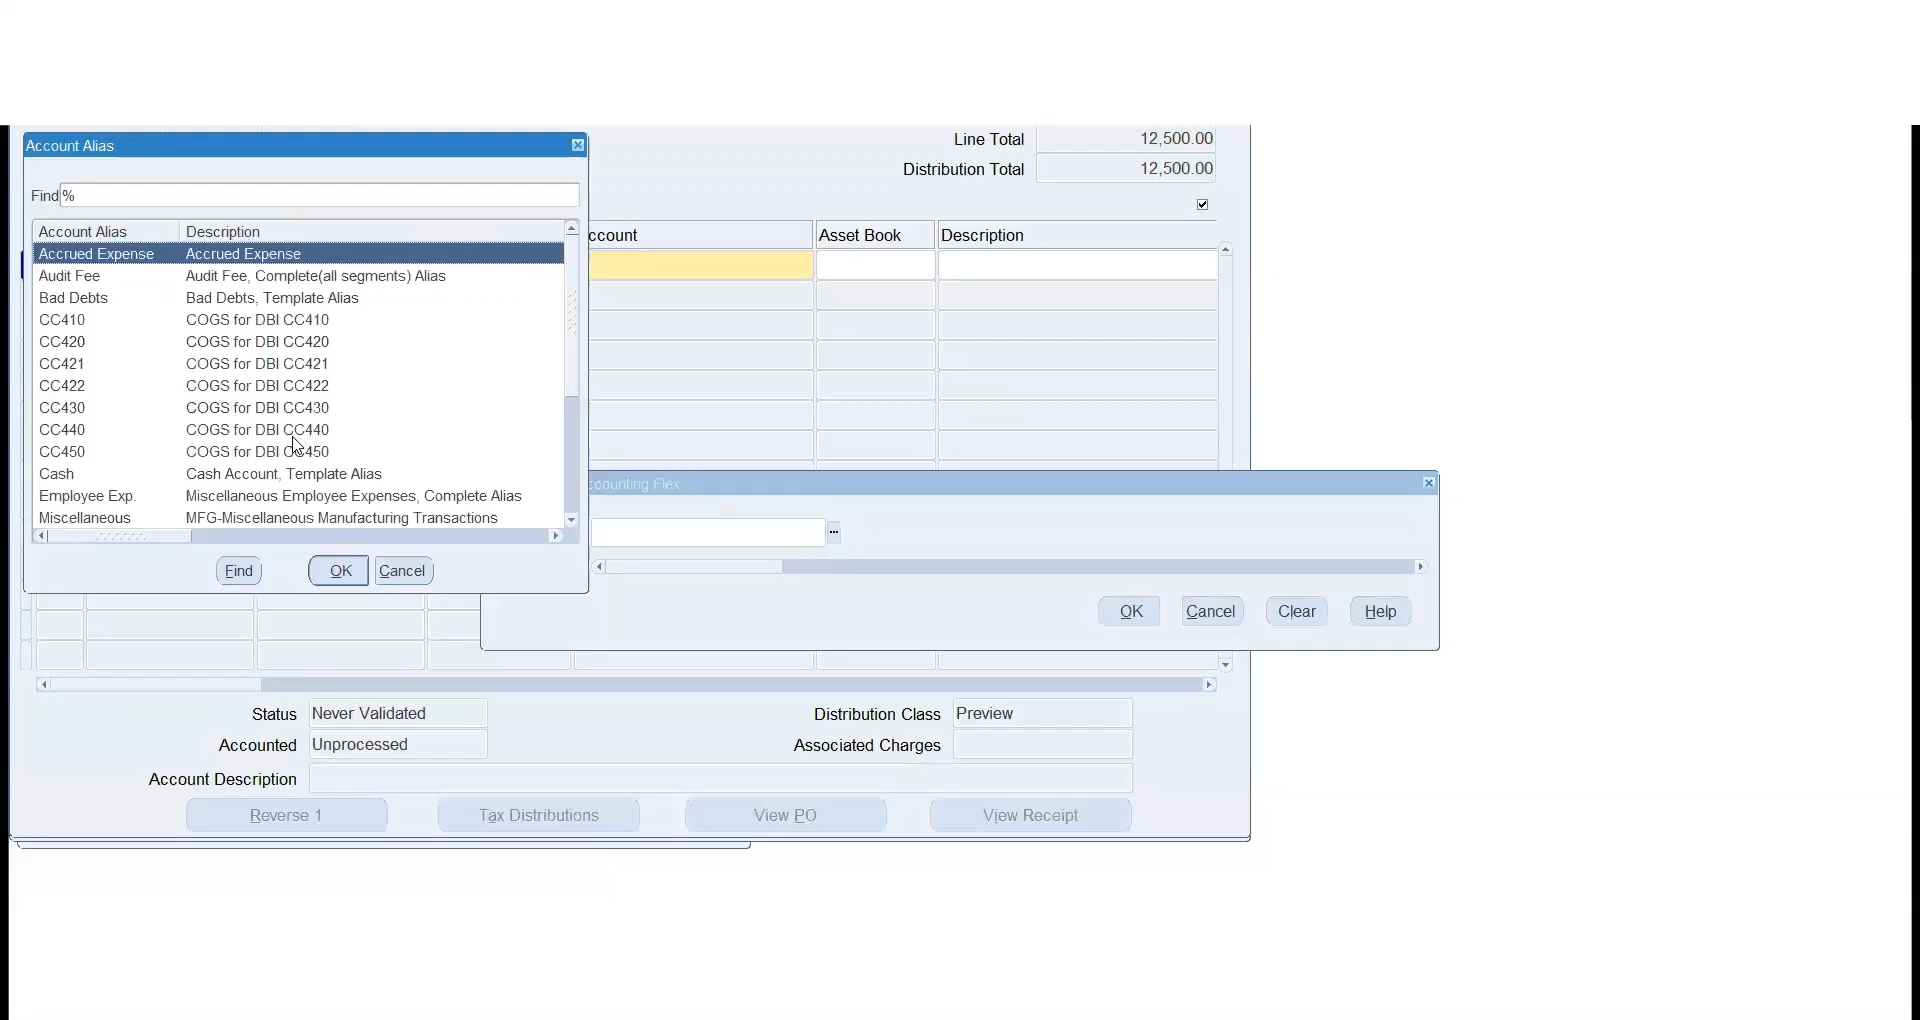 Account Alias
Find %
Account Alias Description
Accrued Expense Accrued Expense
Audit Fee Audit Fee, Complete(all segments) Alias
Bad Debts Bad Debts, Template Alias
CC410 COGS for DBI CC410
CC420 COGS for DBI CC420
CC421 COGS for DBI CC421
CC422 COGS for DBI CC422
CC430 COGS for DBI CC430
CC440 COGS for DBI CC440
CC450 COGS for DBI CC450
Cash Cash Account, Template Alias
Employee Exp. Miscellaneous Employee Expenses, Complete Alias
Miscellaneous MFG-Miscellaneous Manufacturing Transactions
Find OK Cancel
Line Total 12,500.00
Distribution Total 12,500.00
ccount Asset Book Description
ccounting Flex
...
OK Cancel Clear Help
Status Never Validated Distribution Class Preview
Accounted Unprocessed Associated Charges
Account Description
Reverse 1 Tax Distributions View PO View Receipt